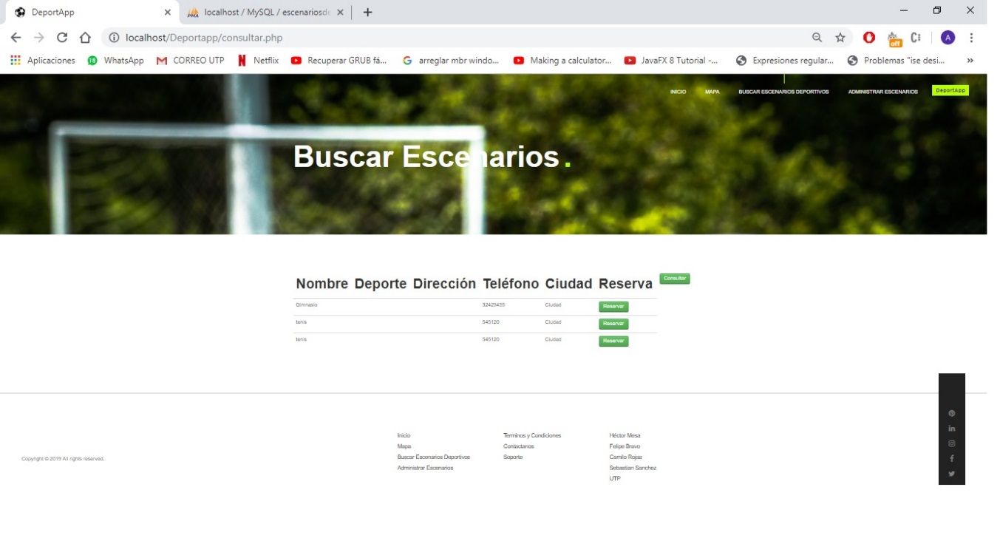 DeportApp
localhost / MySQL / escenariosde
localhost/Deportapp/consultar.php
off
A
Aplicaciones
18
WhatsApp
CORREO UTP
Netflix
Recuperar GRUB fá...
arreglar mbr windo...
Making a calculator...
JavaFX 8 Tutorial -...
Expresiones regular...
Problemas "ise desi...
INICIO MAPA BUSCAR ESCENARIOS DEPORTIVOS ADMINISTRAR ESCENARIOS DeportApp
Buscar Escenarios.
Nombre Deporte Dirección Teléfono Ciudad Reserva Consultar
Gimnasio 32423435 Ciudad Reservar
tenis 545120 Ciudad Reservar
tenis 545120 Ciudad Reservar
Copyright © 2019 All rights reserved.
Inicio
Mapa
Buscar Escenarios Deportivos
Administrar Escenarios
Terminos y Condiciones
Contactanos
Soporte
Héctor Mesa
Felipe Bravo
Camilo Rojas
Sebastian Sanchez
UTP